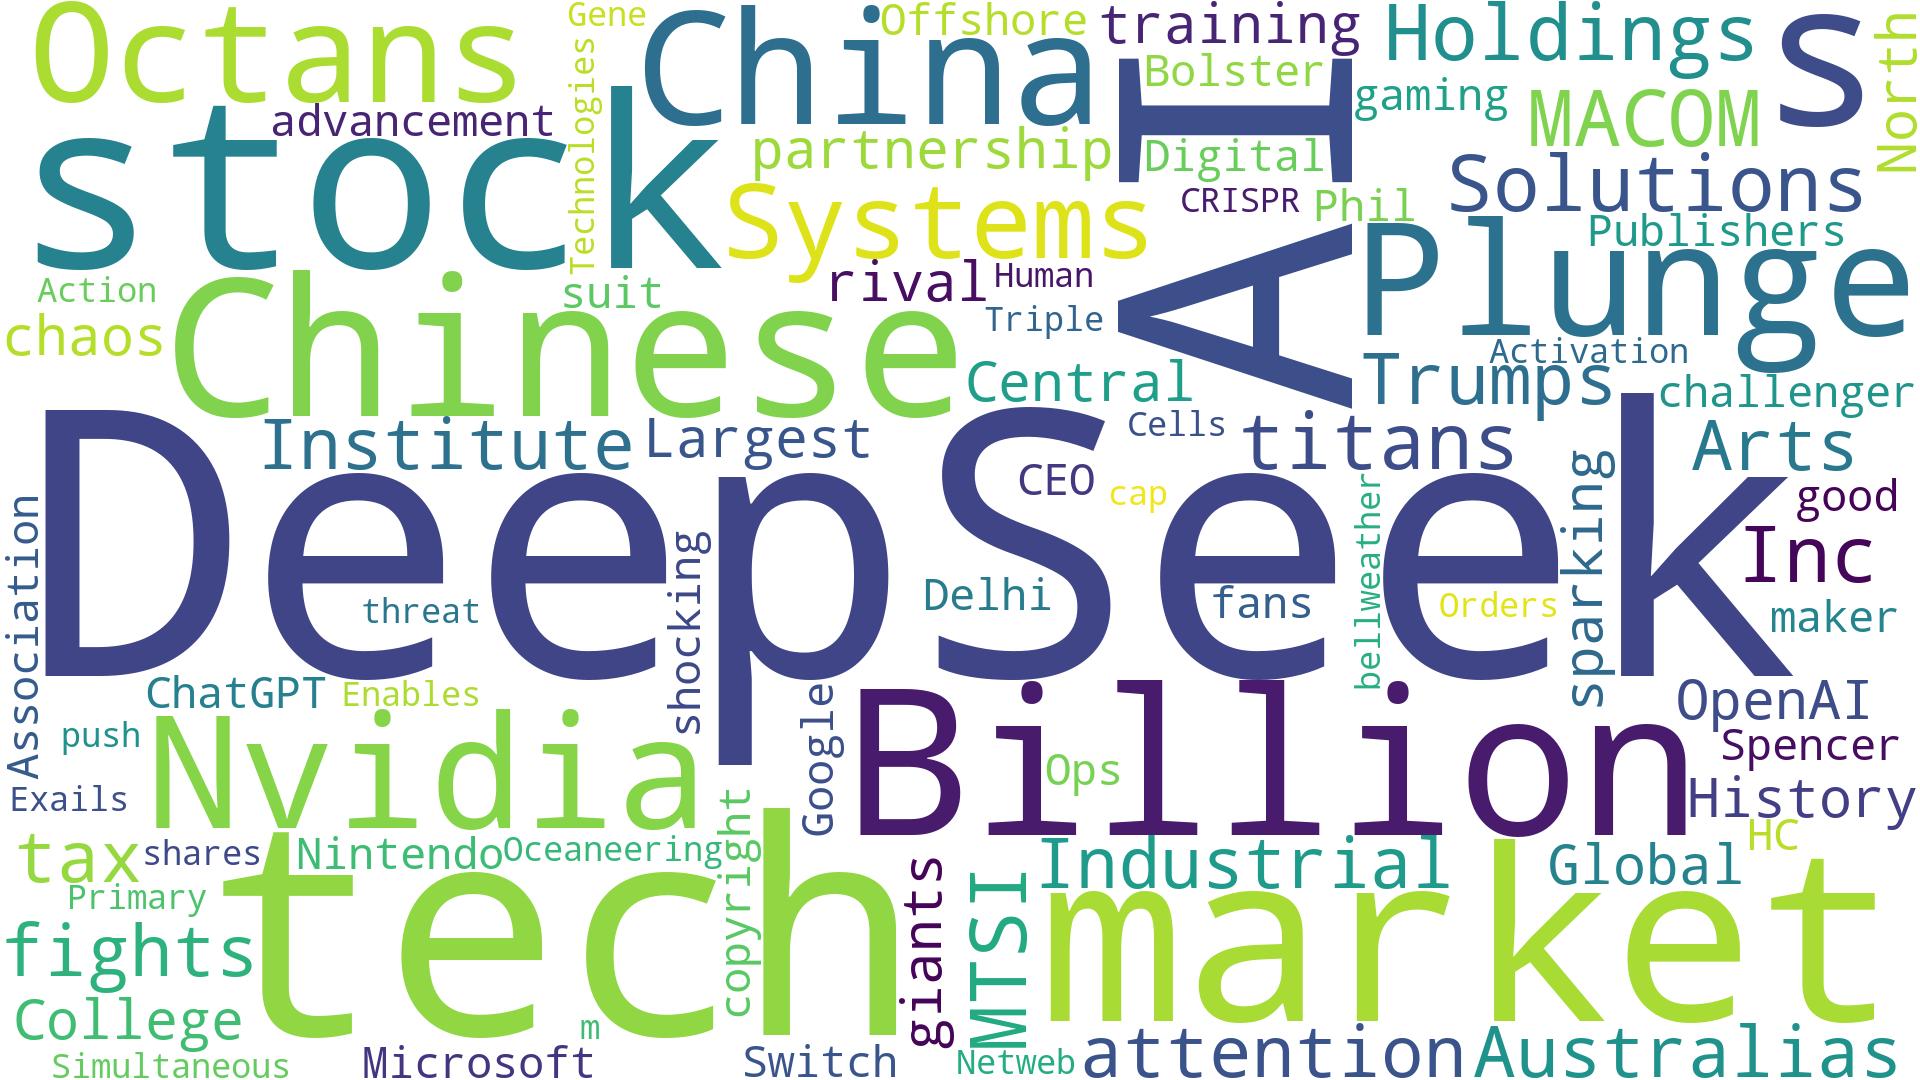 Octans
Gene
China
Offshore
training
Holdings
s
North
stock
advancement
Technologies
partnership
AI
Bolster
gaming
MACOM
Digital
Systems
CRISPR
Phil
Solutions
Publishers
Plunge
Action
chaos
Chinese
suit
rival
Human
Triple
Central
Activation
Trumps
challenger
Institute
Largest
Cells
titans
Arts
DeepSeek
CEO
cap
good
Inc
Association
threat
shocking
Delhi
fans
bellweather
Orders
sparking
maker
ChatGPT
Enables
push
Nvidia
Google
Billion
Ops
OpenAI
Spencer
History
Exails
tax
shares
Nintendo
Oceaneering
copyright
Industrial
Global
HC
Primary
tech
giants
MTSI
market
fights
College
m
Simultaneous
Microsoft
Switch
Netweb
attention
Australias